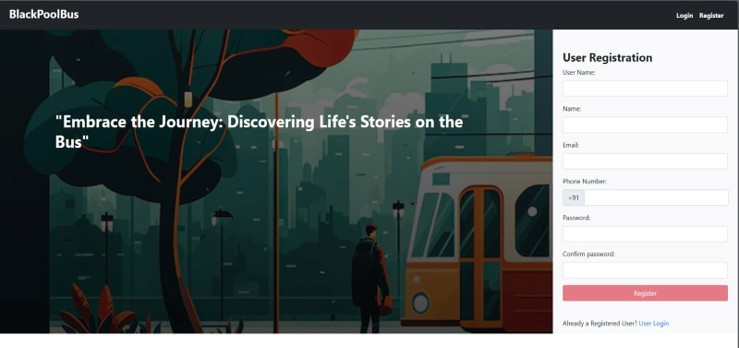 BlackPoolBus
Login Register
"Embrace the Journey: Discovering Life's Stories on the
Bus"
User Registration
User Name:
Name:
Email:
Phone Number:
+91
Password:
Confirm password:
Register
Already a Registered User? User Login